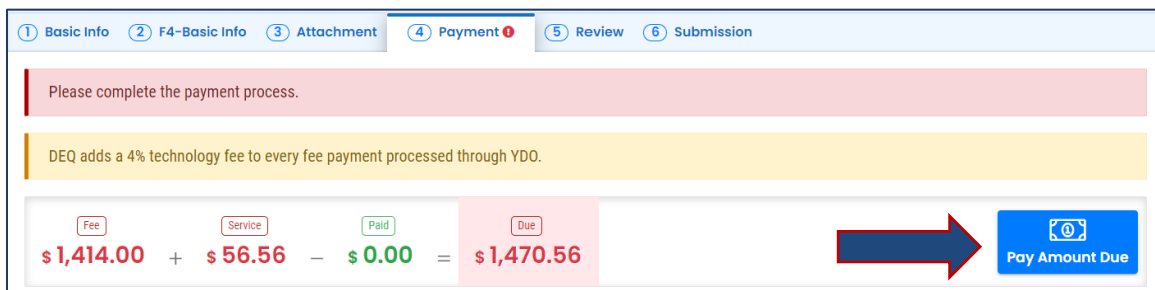 1 Basic Info 2 F4-Basic Info 3 Attachment 4 Payment ! 5 Review 6 Submission
Please complete the payment process.
DEQ adds a 4% technology fee to every fee payment processed through YDO.
Fee Service Paid Due
$ 1,414.00 + $ 56.56 – $ 0.00 = $ 1,470.56
1
Pay Amount Due